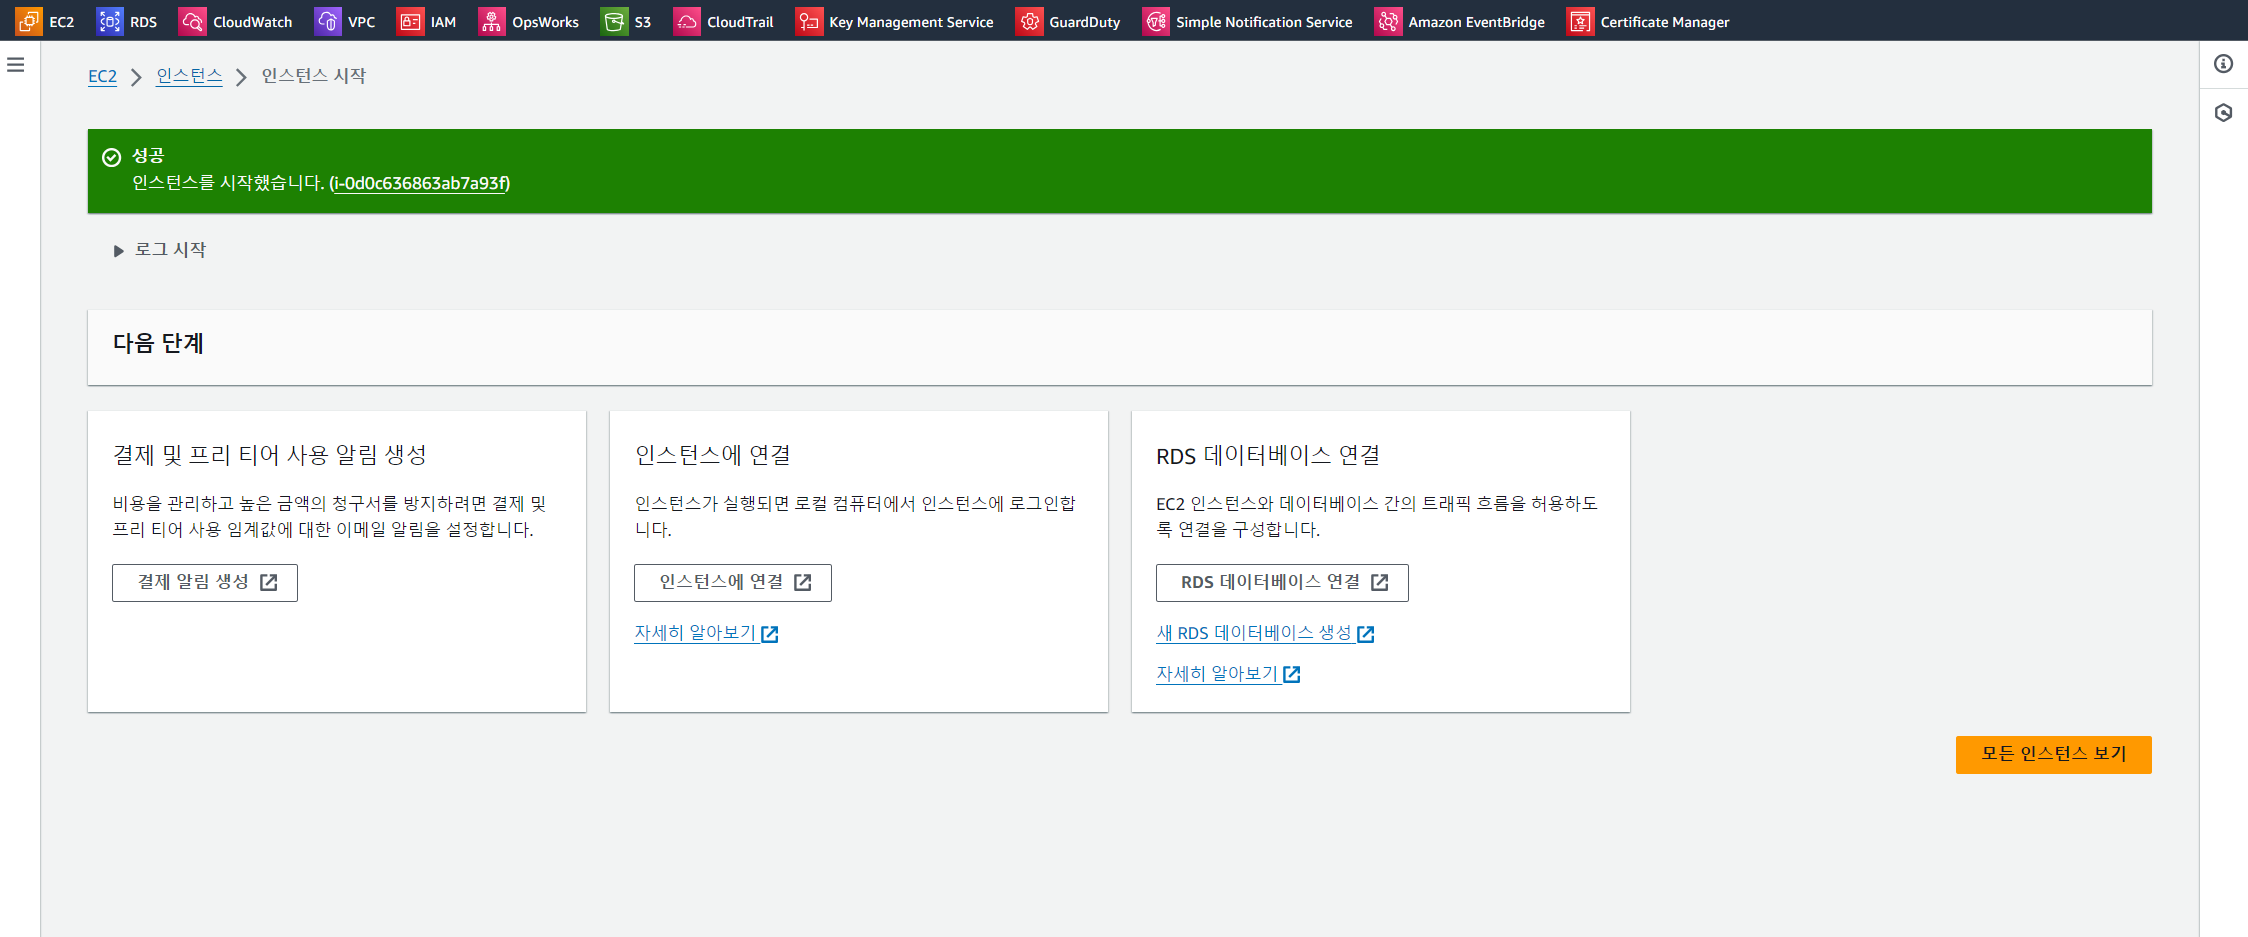 EC2 RDS CloudWatch VPC IAM OpsWorks S3 CloudTrail Key Management Service GuardDuty Simple Notification Service Amazon EventBridge Certificate Manager
EC2 인스턴스 인스턴스 시작
성공
인스턴스를 시작했습니다. (i-0d0c636863ab7a93f)
로그 시작
다음 단계
결제 및 프리 티어 사용 알림 생성
비용을 관리하고 높은 금액의 청구서를 방지하려면 결제 및
프리 티어 사용 임계값에 대한 이메일 알림을 설정합니다.
결제 알림 생성
인스턴스에 연결
인스턴스가 실행되면 로컬 컴퓨터에서 인스턴스에 로그인합
니다.
인스턴스에 연결
자세히 알아보기
RDS 데이터베이스 연결
EC2 인스턴스와 데이터베이스 간의 트래픽 흐름을 허용하도
록 연결을 구성합니다.
RDS 데이터베이스 연결
새 RDS 데이터베이스 생성
자세히 알아보기
모든 인스턴스 보기